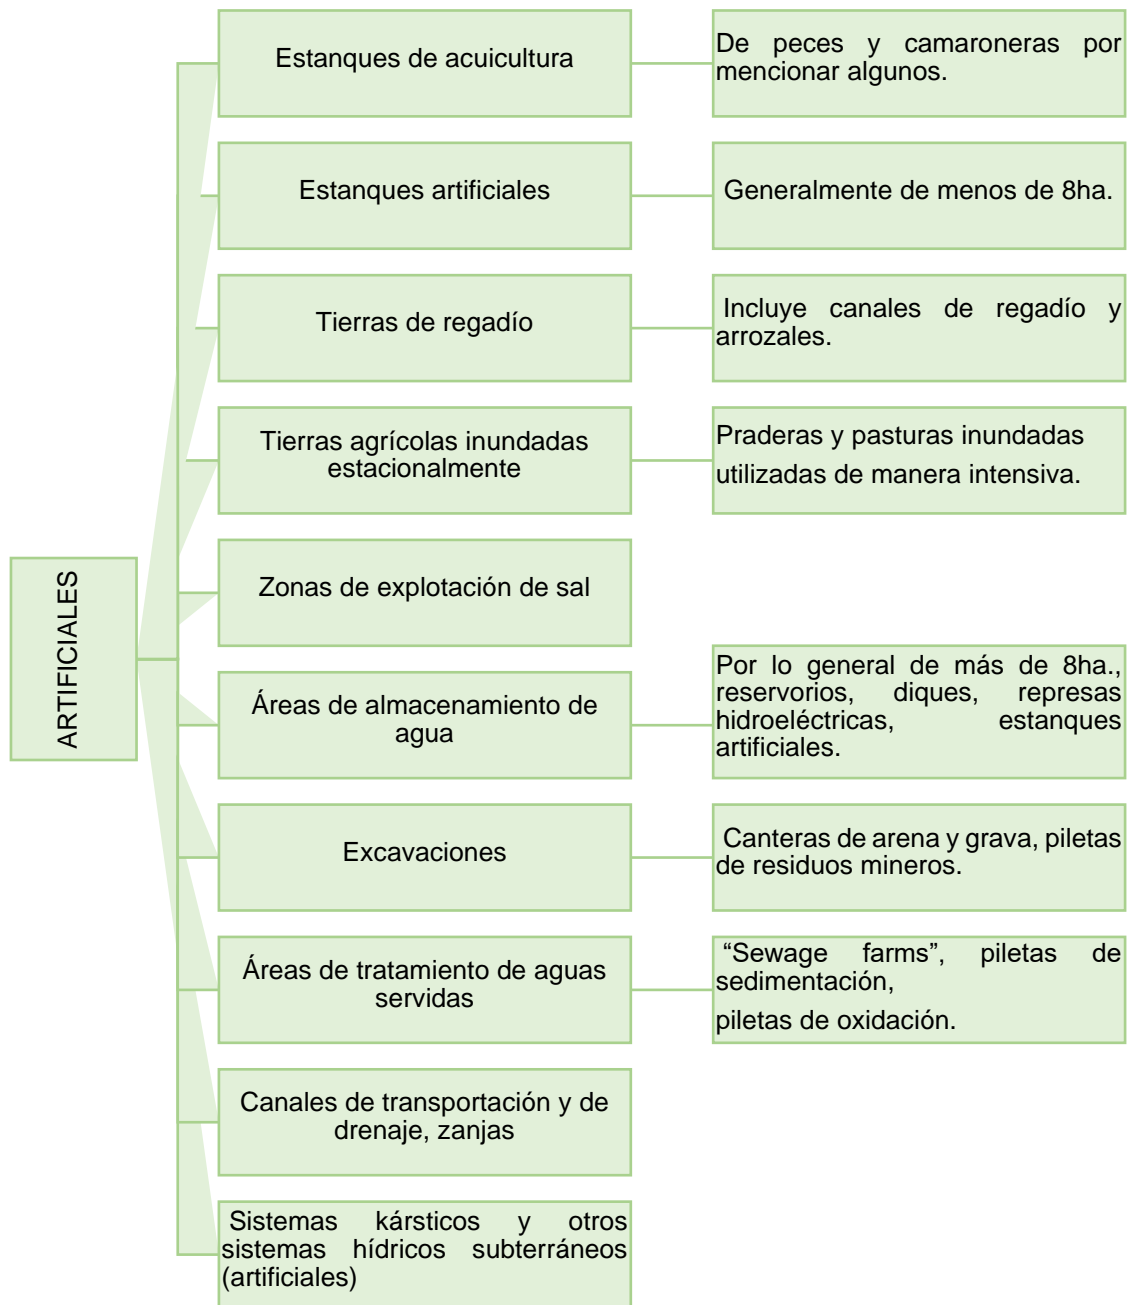 ARTIFICIALES
Estanques de acuicultura
De peces y camaroneras por
mencionar algunos.
Estanques artificiales
Generalmente de menos de 8ha.
Tierras de regadío
Incluye canales de regadío y
arrozales.
Tierras agrícolas inundadas
estacionalmente
Praderas y pasturas inundadas
utilizadas de manera intensiva.
Zonas de explotación de sal
Áreas de almacenamiento de
agua
Por lo general de más de 8ha.,
reservorios, diques, represas
hidroeléctricas, estanques
artificiales.
Excavaciones
Canteras de arena y grava, piletas
de residuos mineros.
Áreas de tratamiento de aguas
servidas
“Sewage farms”, piletas de
sedimentación,
piletas de oxidación.
Canales de transportación y de
drenaje, zanjas
Sistemas kársticos y otros
sistemas hídricos subterráneos
(artificiales)